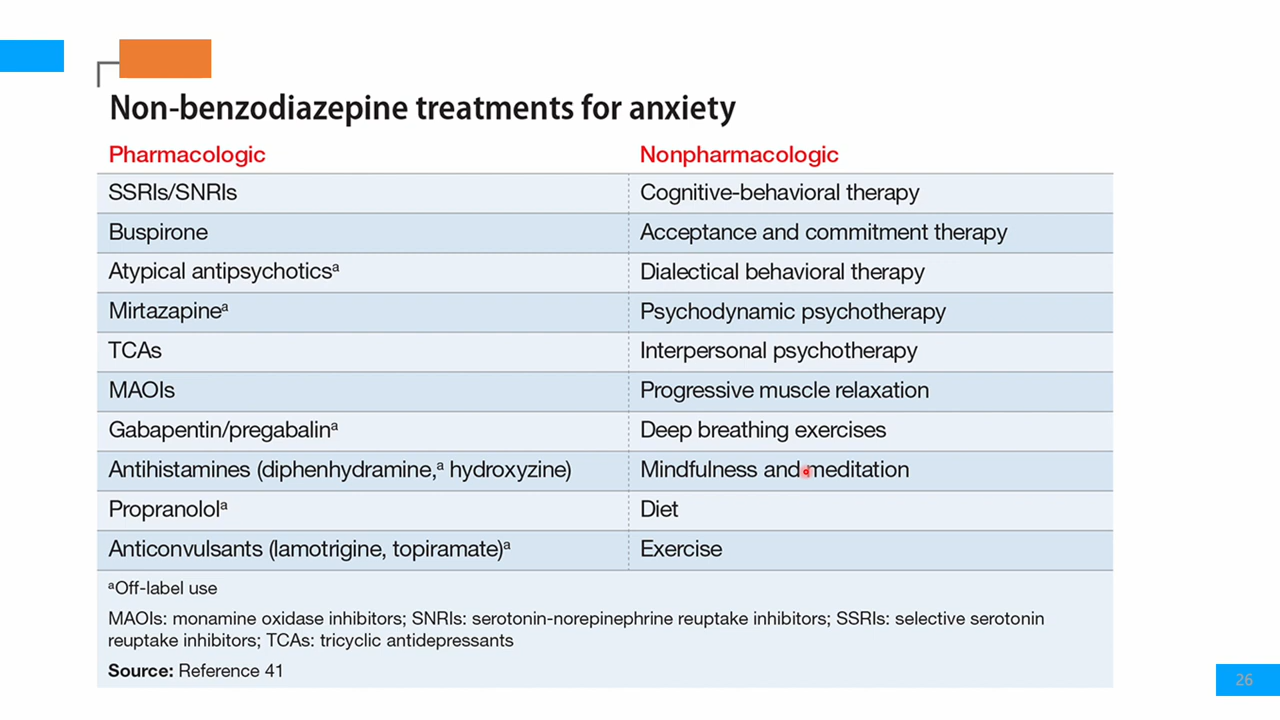 Non-benzodiazepine treatments for anxiety
Pharmacologic Nonpharmacologic
SSRIs/SNRIs Cognitive-behavioral therapy
Buspirone Acceptance and commitment therapy
Atypical antipsychoticsᵃ Dialectical behavioral therapy
Mirtazapineᵃ Psychodynamic psychotherapy
TCAs Interpersonal psychotherapy
MAOIs Progressive muscle relaxation
Gabapentin/pregabalinᵃ Deep breathing exercises
Antihistamines (diphenhydramine,ᵃ hydroxyzine) Mindfulness and meditation
Propranololᵃ Diet
Anticonvulsants (lamotrigine, topiramate)ᵃ Exercise
ᵃOff-label use
MAOIs: monamine oxidase inhibitors; SNRIs: serotonin-norepinephrine reuptake inhibitors; SSRIs: selective serotonin
reuptake inhibitors; TCAs: tricyclic antidepressants
Source: Reference 41
26